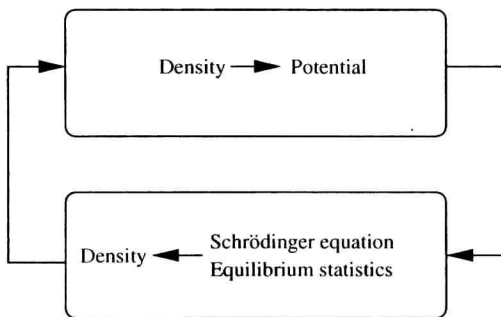 Density Potential
Density Schrödinger equation
Equilibrium statistics